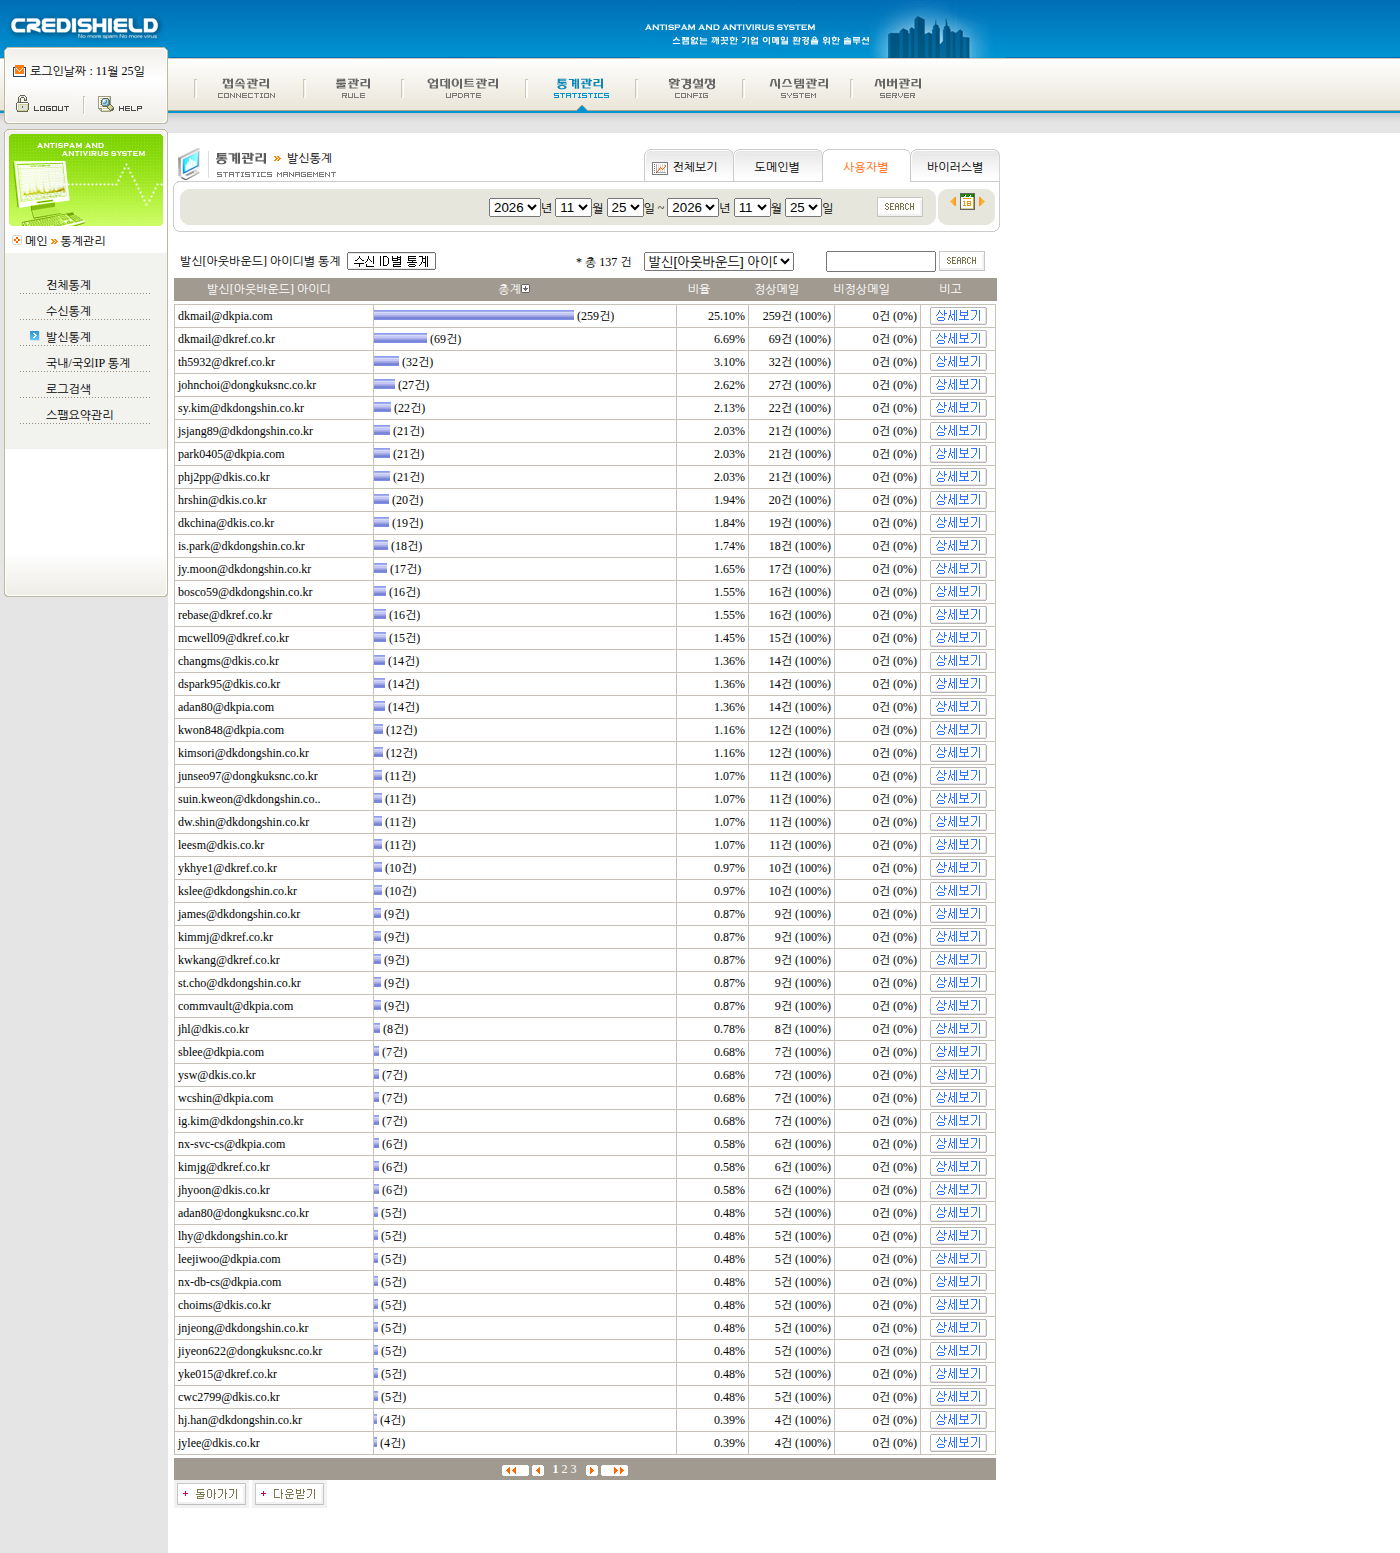 CREDISHIELD
No more spam No more virus
ANTISPAM AND ANTIVIRUS SYSTEM
스팸없는 깨끗한 기업 이메일 환경을 위한 솔루션
로그인날짜 : 11월 25일
LOGOUT HELP
접속관리 룰관리 업데이트관리 통계관리 환경설정 시스템관리 서버관리
CONNECTION RULE UPDATE STATISTICS CONFIG SYSTEM SERVER
ANTISPAM AND
ANTIVIRUS SYSTEM
메인 » 통계관리
전체통계
수신통계
발신통계
국내/국외IP 통계
로그검색
스팸요약관리
통계관리 » 발신통계
STATISTICS MANAGEMENT
전체보기 도메인별 사용자별 바이러스별
2026 년 11 월 25 일 ~ 2026 년 11 월 25 일 SEARCH 18
발신[아웃바운드] 아이디별 통계 수신 ID별 통계 * 총 137 건 발신[아웃바운드] 아이디 SEARCH
발신[아웃바운드] 아이디 총계 비율 정상메일 비정상메일 비고
dkmail@dkpia.com (259건) 25.10% 259건 (100%) 0건 (0%) 상세보기
dkmail@dkref.co.kr (69건) 6.69% 69건 (100%) 0건 (0%) 상세보기
th5932@dkref.co.kr (32건) 3.10% 32건 (100%) 0건 (0%) 상세보기
johnchoi@dongkuksnc.co.kr (27건) 2.62% 27건 (100%) 0건 (0%) 상세보기
sy.kim@dkdongshin.co.kr (22건) 2.13% 22건 (100%) 0건 (0%) 상세보기
jsjang89@dkdongshin.co.kr (21건) 2.03% 21건 (100%) 0건 (0%) 상세보기
park0405@dkpia.com (21건) 2.03% 21건 (100%) 0건 (0%) 상세보기
phj2pp@dkis.co.kr (21건) 2.03% 21건 (100%) 0건 (0%) 상세보기
hrshin@dkis.co.kr (20건) 1.94% 20건 (100%) 0건 (0%) 상세보기
dkchina@dkis.co.kr (19건) 1.84% 19건 (100%) 0건 (0%) 상세보기
is.park@dkdongshin.co.kr (18건) 1.74% 18건 (100%) 0건 (0%) 상세보기
jy.moon@dkdongshin.co.kr (17건) 1.65% 17건 (100%) 0건 (0%) 상세보기
bosco59@dkdongshin.co.kr (16건) 1.55% 16건 (100%) 0건 (0%) 상세보기
rebase@dkref.co.kr (16건) 1.55% 16건 (100%) 0건 (0%) 상세보기
mcwell09@dkref.co.kr (15건) 1.45% 15건 (100%) 0건 (0%) 상세보기
changms@dkis.co.kr (14건) 1.36% 14건 (100%) 0건 (0%) 상세보기
dspark95@dkis.co.kr (14건) 1.36% 14건 (100%) 0건 (0%) 상세보기
adan80@dkpia.com (14건) 1.36% 14건 (100%) 0건 (0%) 상세보기
kwon848@dkpia.com (12건) 1.16% 12건 (100%) 0건 (0%) 상세보기
kimsori@dkdongshin.co.kr (12건) 1.16% 12건 (100%) 0건 (0%) 상세보기
junseo97@dongkuksnc.co.kr (11건) 1.07% 11건 (100%) 0건 (0%) 상세보기
suin.kweon@dkdongshin.co.. (11건) 1.07% 11건 (100%) 0건 (0%) 상세보기
dw.shin@dkdongshin.co.kr (11건) 1.07% 11건 (100%) 0건 (0%) 상세보기
leesm@dkis.co.kr (11건) 1.07% 11건 (100%) 0건 (0%) 상세보기
ykhye1@dkref.co.kr (10건) 0.97% 10건 (100%) 0건 (0%) 상세보기
kslee@dkdongshin.co.kr (10건) 0.97% 10건 (100%) 0건 (0%) 상세보기
james@dkdongshin.co.kr (9건) 0.87% 9건 (100%) 0건 (0%) 상세보기
kimmj@dkref.co.kr (9건) 0.87% 9건 (100%) 0건 (0%) 상세보기
kwkang@dkref.co.kr (9건) 0.87% 9건 (100%) 0건 (0%) 상세보기
st.cho@dkdongshin.co.kr (9건) 0.87% 9건 (100%) 0건 (0%) 상세보기
commvault@dkpia.com (9건) 0.87% 9건 (100%) 0건 (0%) 상세보기
jhl@dkis.co.kr (8건) 0.78% 8건 (100%) 0건 (0%) 상세보기
sblee@dkpia.com (7건) 0.68% 7건 (100%) 0건 (0%) 상세보기
ysw@dkis.co.kr (7건) 0.68% 7건 (100%) 0건 (0%) 상세보기
wcshin@dkpia.com (7건) 0.68% 7건 (100%) 0건 (0%) 상세보기
ig.kim@dkdongshin.co.kr (7건) 0.68% 7건 (100%) 0건 (0%) 상세보기
nx-svc-cs@dkpia.com (6건) 0.58% 6건 (100%) 0건 (0%) 상세보기
kimjg@dkref.co.kr (6건) 0.58% 6건 (100%) 0건 (0%) 상세보기
jhyoon@dkis.co.kr (6건) 0.58% 6건 (100%) 0건 (0%) 상세보기
adan80@dongkuksnc.co.kr (5건) 0.48% 5건 (100%) 0건 (0%) 상세보기
lhy@dkdongshin.co.kr (5건) 0.48% 5건 (100%) 0건 (0%) 상세보기
leejiwoo@dkpia.com (5건) 0.48% 5건 (100%) 0건 (0%) 상세보기
nx-db-cs@dkpia.com (5건) 0.48% 5건 (100%) 0건 (0%) 상세보기
choims@dkis.co.kr (5건) 0.48% 5건 (100%) 0건 (0%) 상세보기
jnjeong@dkdongshin.co.kr (5건) 0.48% 5건 (100%) 0건 (0%) 상세보기
jiyeon622@dongkuksnc.co.kr (5건) 0.48% 5건 (100%) 0건 (0%) 상세보기
yke015@dkref.co.kr (5건) 0.48% 5건 (100%) 0건 (0%) 상세보기
cwc2799@dkis.co.kr (5건) 0.48% 5건 (100%) 0건 (0%) 상세보기
hj.han@dkdongshin.co.kr (4건) 0.39% 4건 (100%) 0건 (0%) 상세보기
jylee@dkis.co.kr (4건) 0.39% 4건 (100%) 0건 (0%) 상세보기
1 2 3
+ 돌아가기 + 다운받기